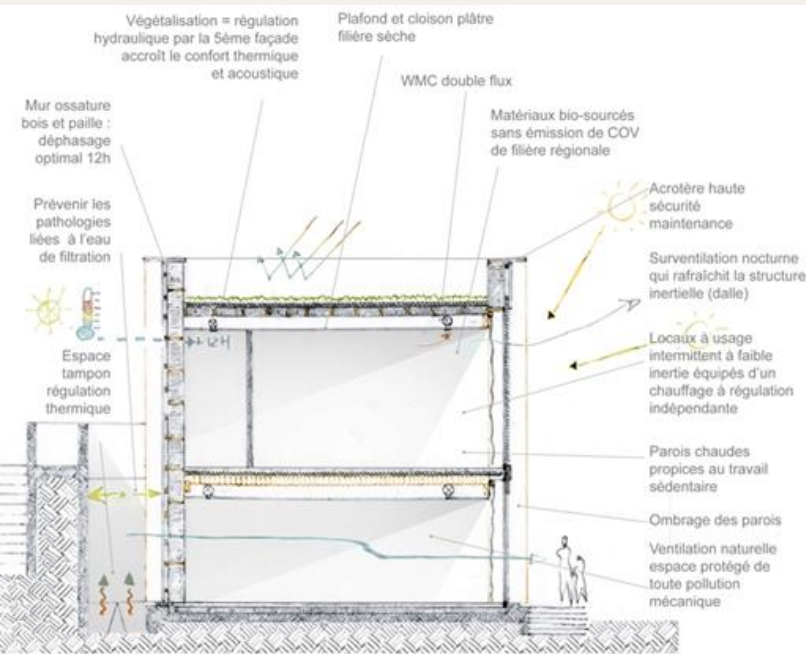 Végétalisation = régulation
hydraulique par la 5ème façade
accroît le confort thermique
et acoustique
Plafond et cloison plâtre
filière sèche
WMC double flux
Matériaux bio-sourcés
sans émission de COV
de filière régionale
Mur ossature
bois et paille :
déphasage
optimal 12h
Prévenir les
pathologies
liées à l'eau
de filtration
Espace
tampon
régulation
thermique
12H
Acrotère haute
sécurité
maintenance
Surventilation nocturne
qui rafraîchit la structure
inertielle (dalle)
Locaux à usage
intermittent à faible
inertie équipés d'un
chauffage à régulation
indépendante
Parois chaudes
propices au travail
sédentaire
Ombrage des parois
Ventilation naturelle
espace protégé de
toute pollution
mécanique